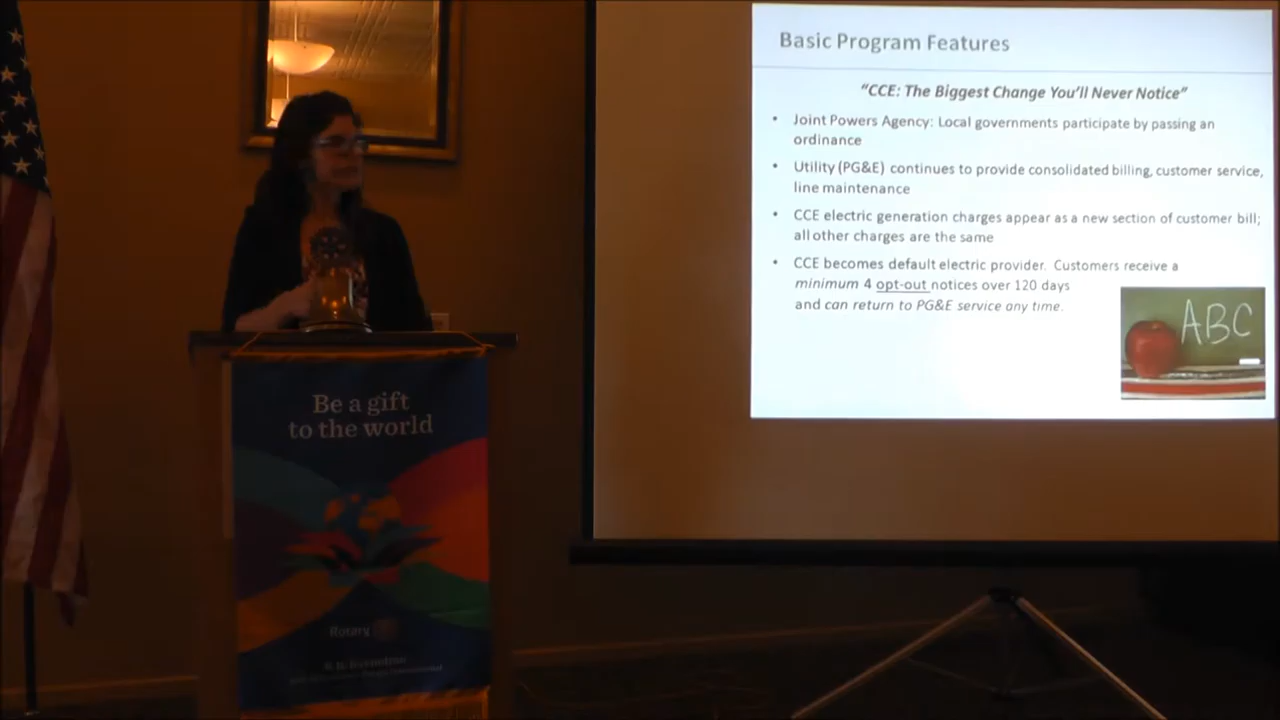 Basic Program Features
“CCE: The Biggest Change You’ll Never Notice”
• Joint Powers Agency: Local governments participate by passing an
ordinance
• Utility (PG&E) continues to provide consolidated billing, customer service,
line maintenance
• CCE electric generation charges appear as a new section of customer bill;
all other charges are the same
• CCE becomes default electric provider. Customers receive a
minimum 4 opt-out notices over 120 days
and can return to PG&E service any time.
ABC
Be a gift
to the world
Rotary